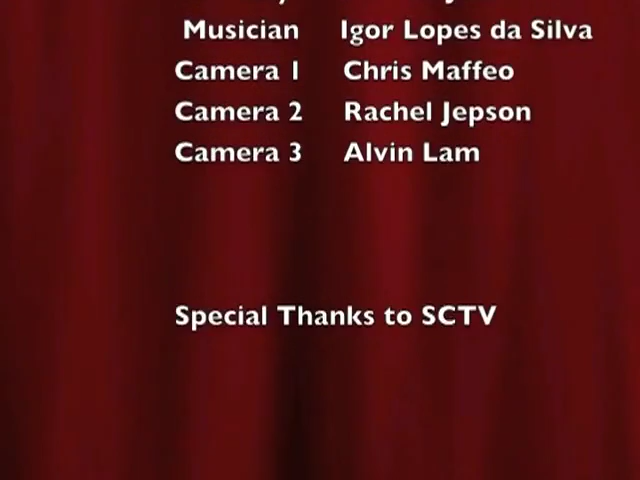 Musician Igor Lopes da Silva
Camera 1 Chris Maffeo
Camera 2 Rachel Jepson
Camera 3 Alvin Lam
Special Thanks to SCTV